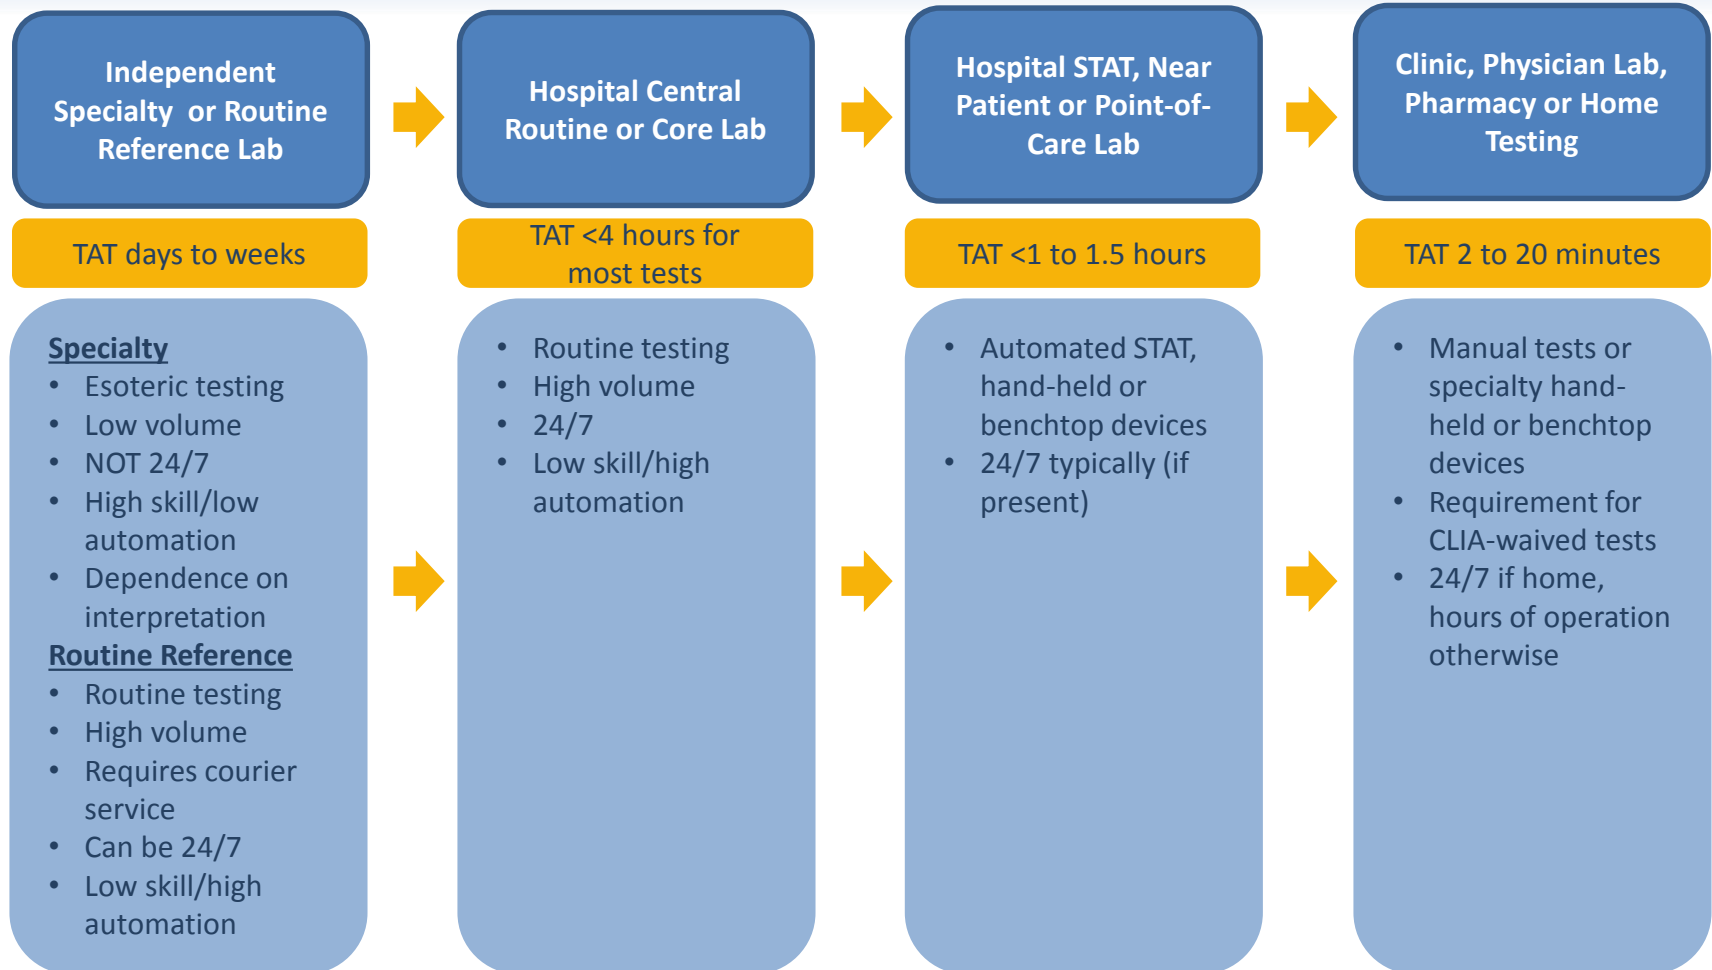 Independent
Specialty or Routine
Reference Lab
Hospital Central
Routine or Core Lab
Hospital STAT, Near
Patient or Point-of-
Care Lab
Clinic, Physician Lab,
Pharmacy or Home
Testing
TAT days to weeks
TAT <4 hours for
most tests
TAT <1 to 1.5 hours
TAT 2 to 20 minutes
Specialty
• Esoteric testing
• Low volume
• NOT 24/7
• High skill/low
automation
• Dependence on
interpretation
Routine Reference
• Routine testing
• High volume
• Requires courier
service
• Can be 24/7
• Low skill/high
automation
• Routine testing
• High volume
• 24/7
• Low skill/high
automation
• Automated STAT,
hand-held or
benchtop devices
• 24/7 typically (if
present)
• Manual tests or
specialty hand-
held or benchtop
devices
• Requirement for
CLIA-waived tests
• 24/7 if home,
hours of operation
otherwise